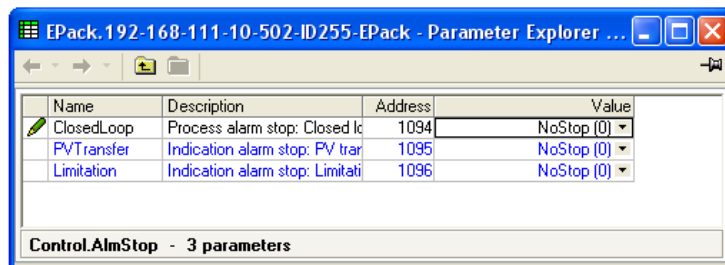 EPack.192-168-111-10-502-ID255-EPack - Parameter Explorer ...
Name Description Address Value
ClosedLoop Process alarm stop: Closed lo 1094 NoStop (0)
PVTransfer Indication alarm stop: PV tran 1095 NoStop (0)
Limitation Indication alarm stop: Limitati 1096 NoStop (0)
Control.AlmStop - 3 parameters